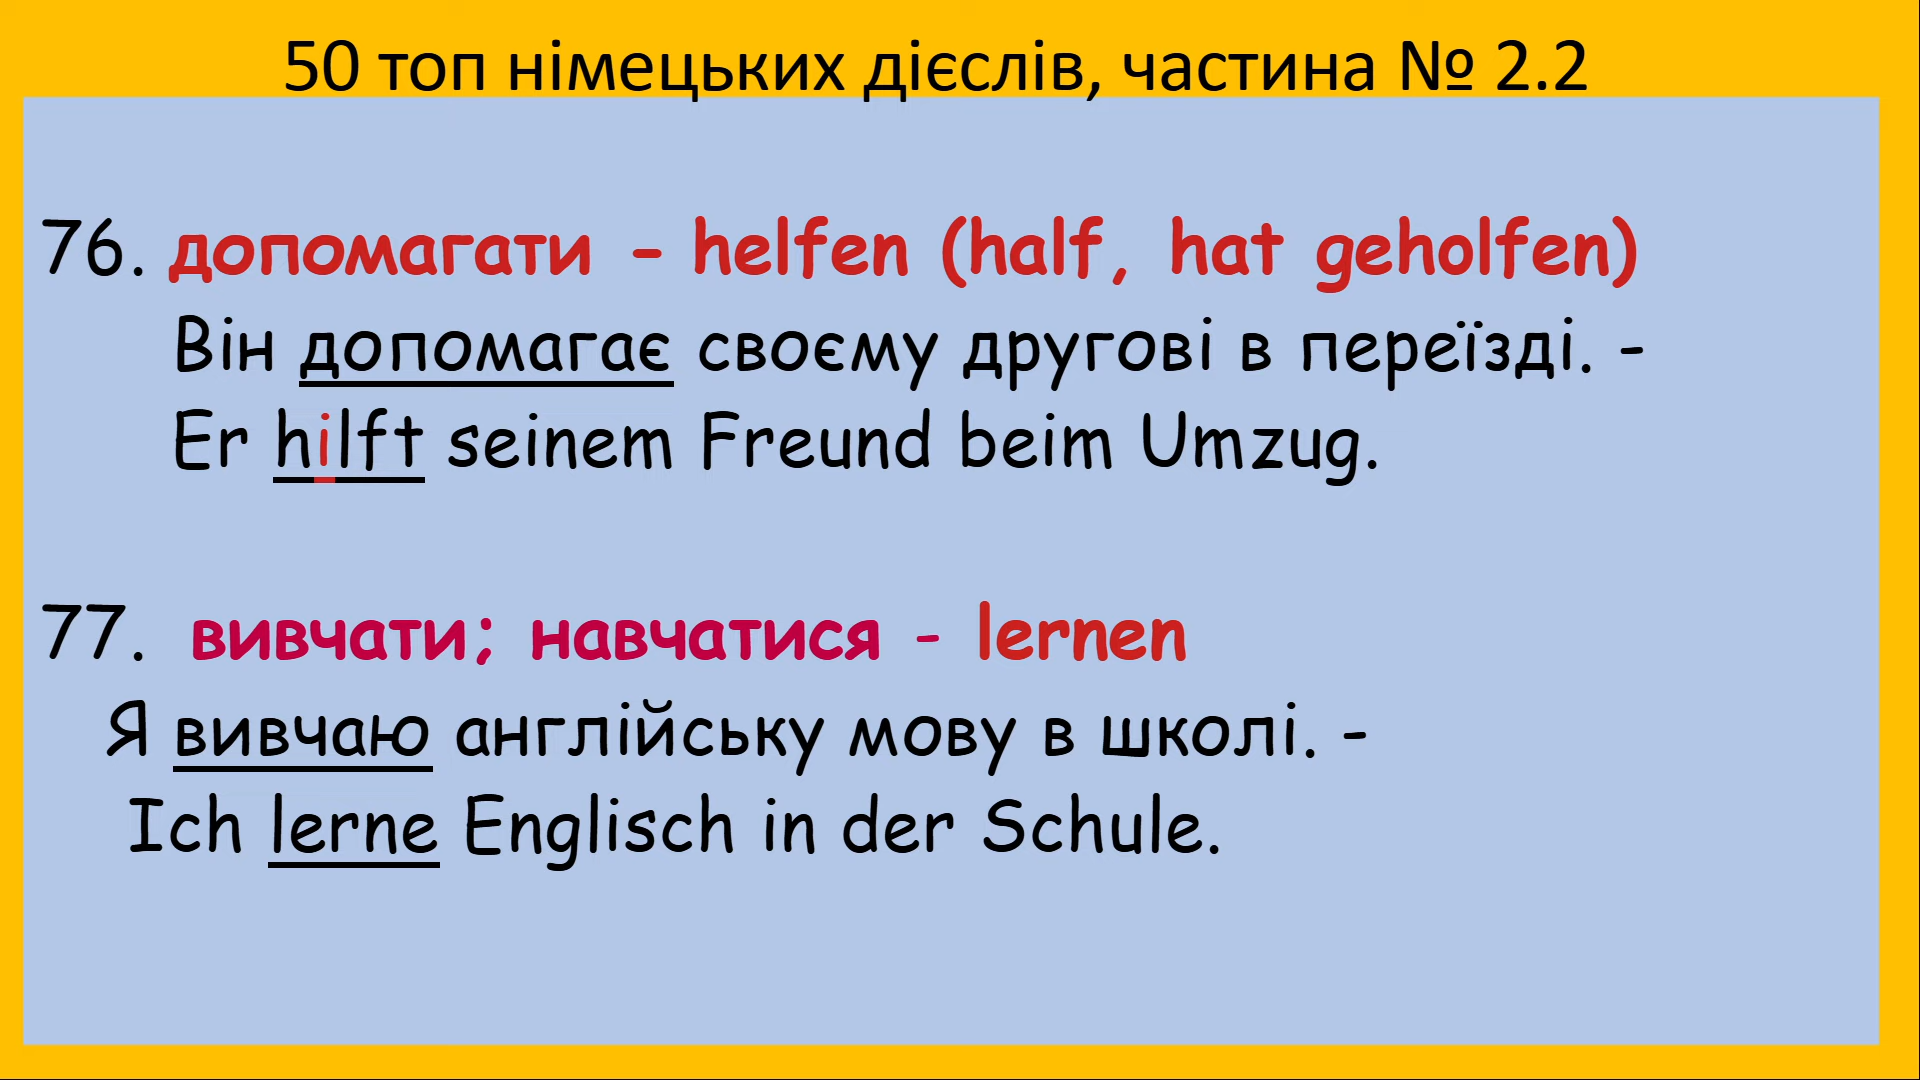 50 топ німецьких дієслів, частина № 2.2
76. допомагати - helfen (half, hat geholfen)
Він допомагає своєму другові в переїзді. -
Er hilft seinem Freund beim Umzug.
77. вивчати; навчатися - lernen
Я вивчаю англійську мову в школі. -
Ich lerne Englisch in der Schule.